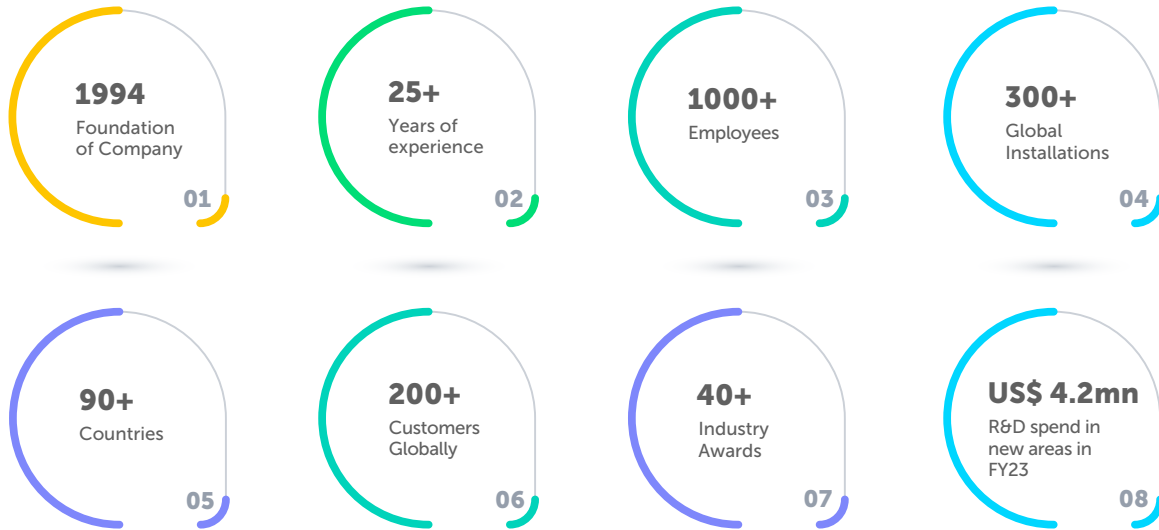 1994
Foundation
of Company
01
25+
Years of
experience
02
1000+
Employees
03
300+
Global
Installations
04
90+
Countries
05
200+
Customers
Globally
06
40+
Industry
Awards
07
US$ 4.2mn
R&D spend in
new areas in
FY23
08